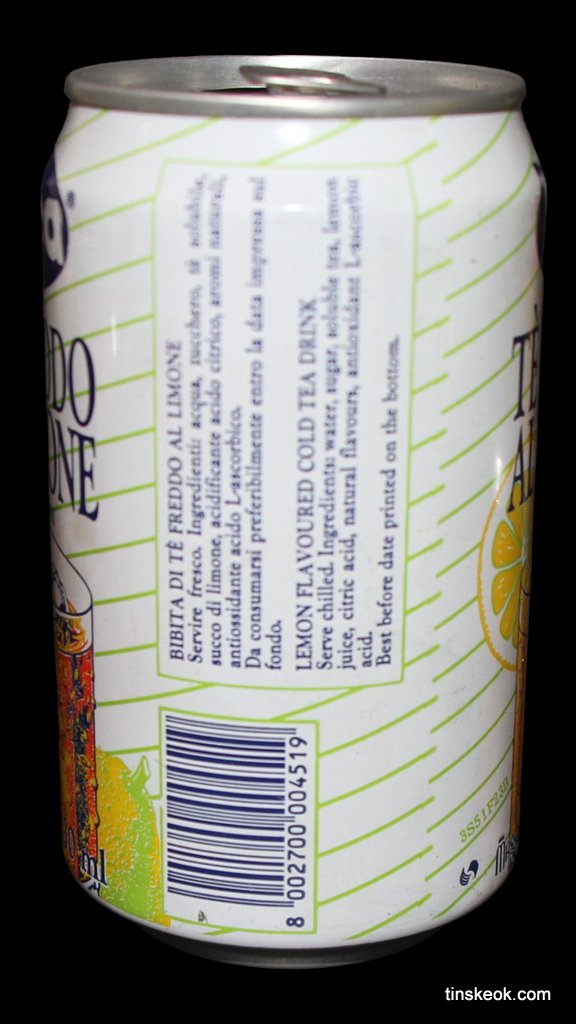 BIBITA DI TÈ FREDDO AL LIMONE
Servire fresco. Ingredienti: acqua, zucchero, tè solubile,
succo di limone, acidificante acido citrico, aromi naturali,
antiossidante acido L-ascorbico.
Da consumarsi preferibilmente entro la data impressa sul
fondo.
LEMON FLAVOURED COLD TEA DRINK
Serve chilled. Ingredients: water, sugar, soluble tea, lemon
juice, citric acid, natural flavours, antioxidant L-ascorbic
acid.
Best before date printed on the bottom.
8 002700 004519
ml
TÈ
3S51F23G
tinskeok.com